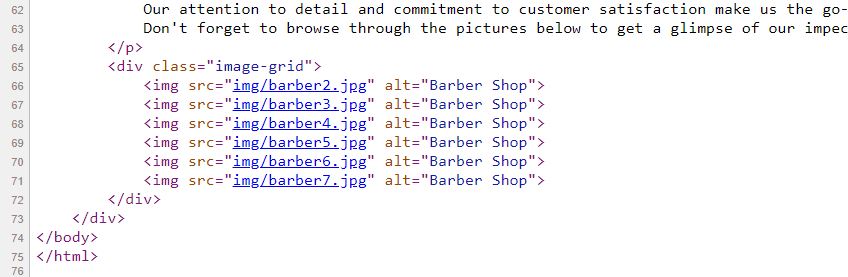 62 Our attention to detail and commitment to customer satisfaction make us the go-
63 Don't forget to browse through the pictures below to get a glimpse of our impec
64 </p>
65 <div class="image-grid">
66 <img src="img/barber2.jpg" alt="Barber Shop">
67 <img src="img/barber3.jpg" alt="Barber Shop">
68 <img src="img/barber4.jpg" alt="Barber Shop">
69 <img src="img/barber5.jpg" alt="Barber Shop">
70 <img src="img/barber6.jpg" alt="Barber Shop">
71 <img src="img/barber7.jpg" alt="Barber Shop">
72 </div>
73 </div>
74 </body>
75 </html>
76